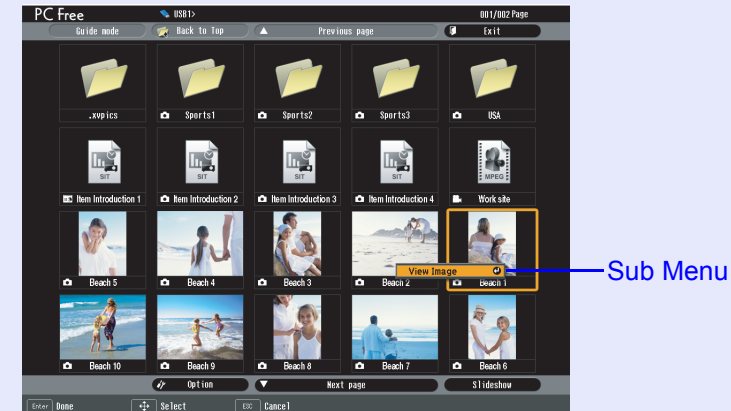 PC Free USB1> 001/002 Page
Guide mode Back to Top Previous page Exit
.xvpics Sports1 Sports2 Sports3 USA
SIT SIT SIT SIT MPEG
Item Introduction 1 Item Introduction 2 Item Introduction 3 Item Introduction 4 Work site
View Image Sub Menu
Beach 5 Beach 4 Beach 3 Beach 2 Beach 1
Beach 10 Beach 9 Beach 8 Beach 7 Beach 6
Option Next page Slideshow
Enter Done Select ESC Cancel